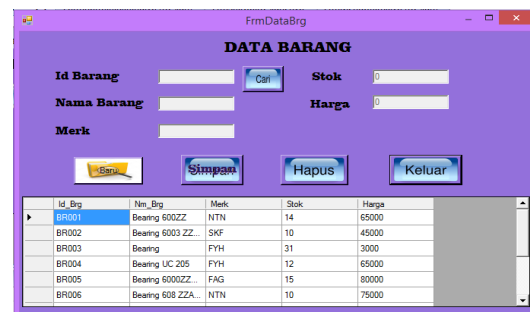 FrmDataBrg
DATA BARANG
Id Barang Cari Stok 0
Nama Barang Harga 0
Merk
Baru Simpan Hapus Keluar
Id_Brg Nm_Brg Merk Stok Harga
BR001 Bearing 600ZZ NTN 14 65000
BR002 Bearing 6003 ZZ... SKF 10 45000
BR003 Bearing FYH 31 3000
BR004 Bearing UC 205 FYH 12 65000
BR005 Bearing 6000ZZ... FAG 15 80000
BR006 Bearing 608 ZZA... NTN 10 75000